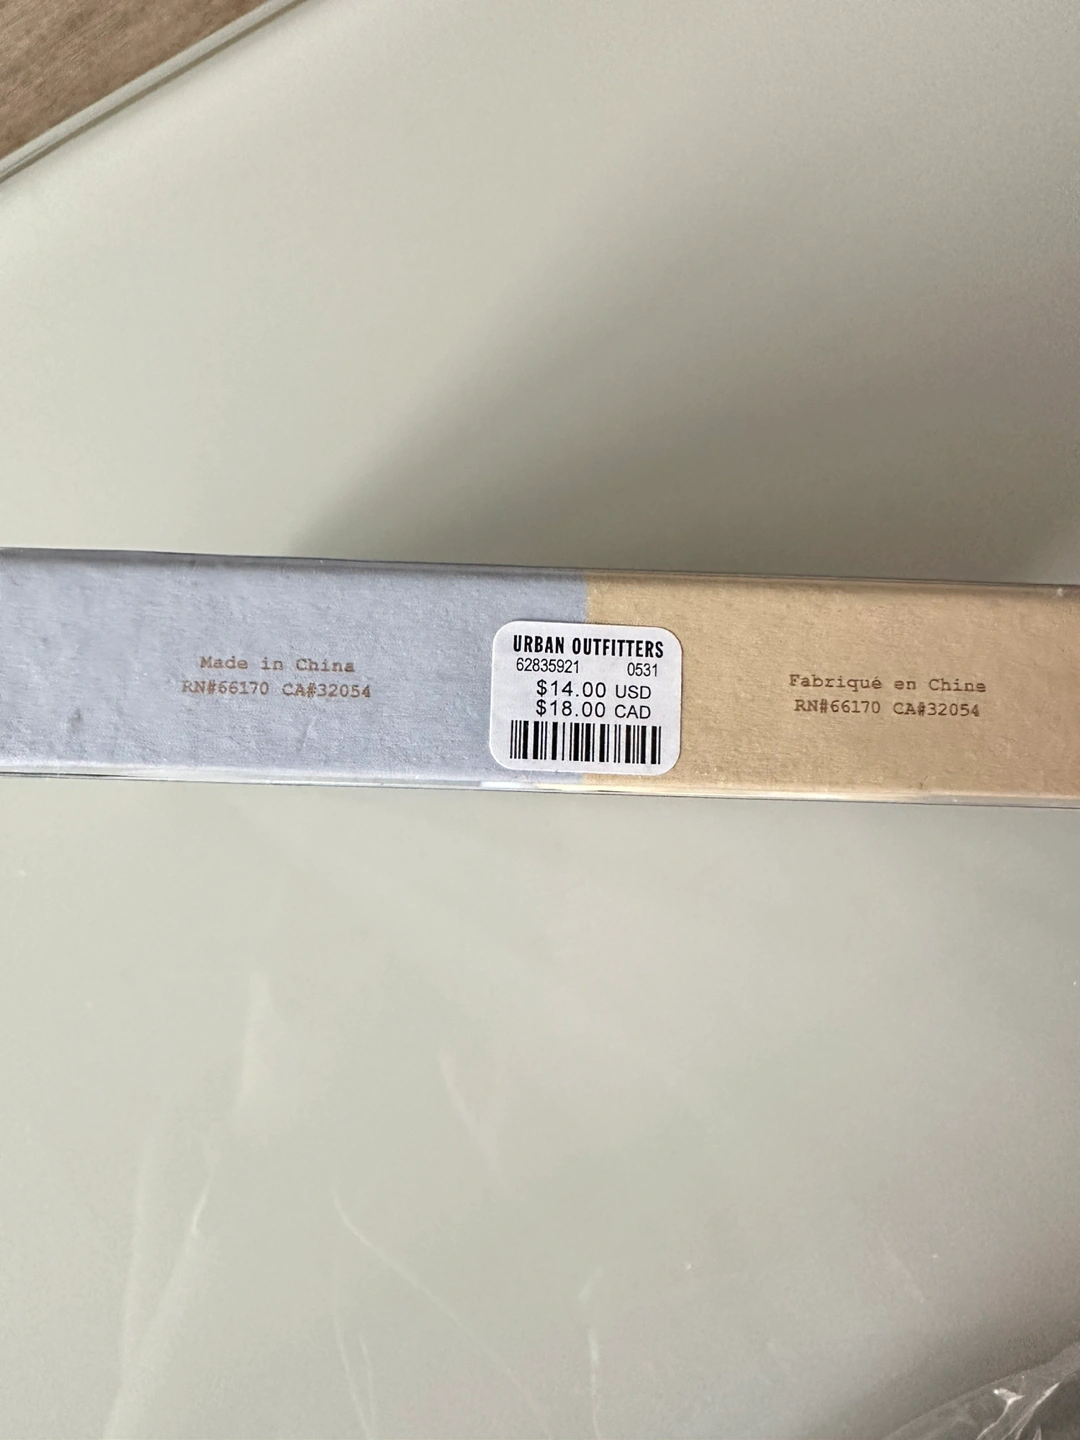 Made in China
RN#66170 CA#32054
URBAN OUTFITTERS
62835921 0531
$14.00 USD
$18.00 CAD
Fabriqué en Chine
RN#66170 CA#32054